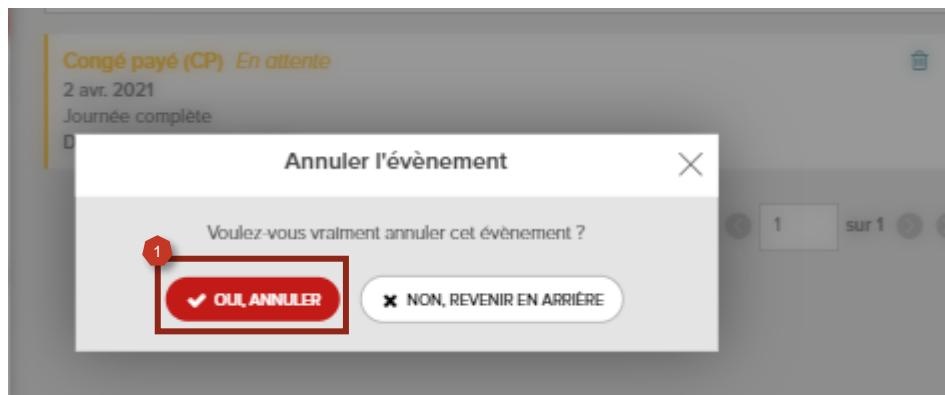 Congé payé (CP) En attente
2 avr. 2021
Journée complète
D
Annuler l'évènement
Voulez-vous vraiment annuler cet évènement ?
1
OUI, ANNULER
NON, REVENIR EN ARRIÈRE
1 sur 1